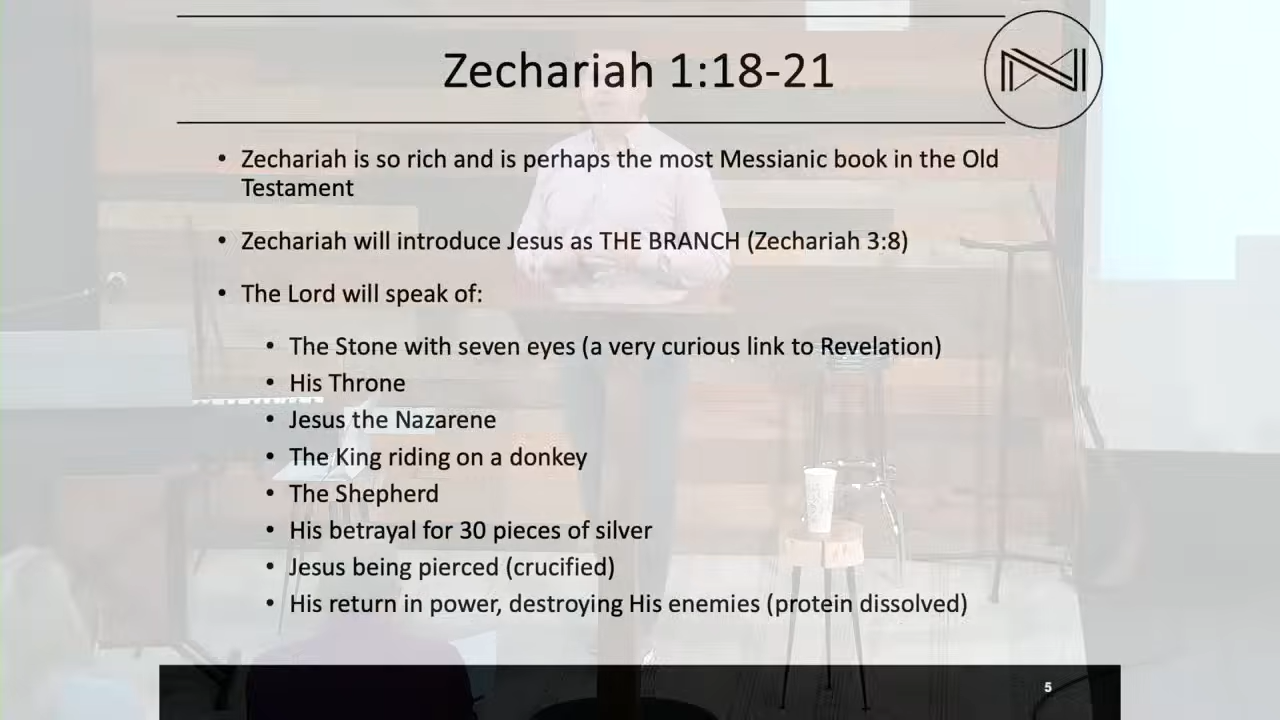 Zechariah 1:18-21
• Zechariah is so rich and is perhaps the most Messianic book in the Old
Testament
• Zechariah will introduce Jesus as THE BRANCH (Zechariah 3:8)
• The Lord will speak of:
• The Stone with seven eyes (a very curious link to Revelation)
• His Throne
• Jesus the Nazarene
• The King riding on a donkey
• The Shepherd
• His betrayal for 30 pieces of silver
• Jesus being pierced (crucified)
• His return in power, destroying His enemies (protein dissolved)
5